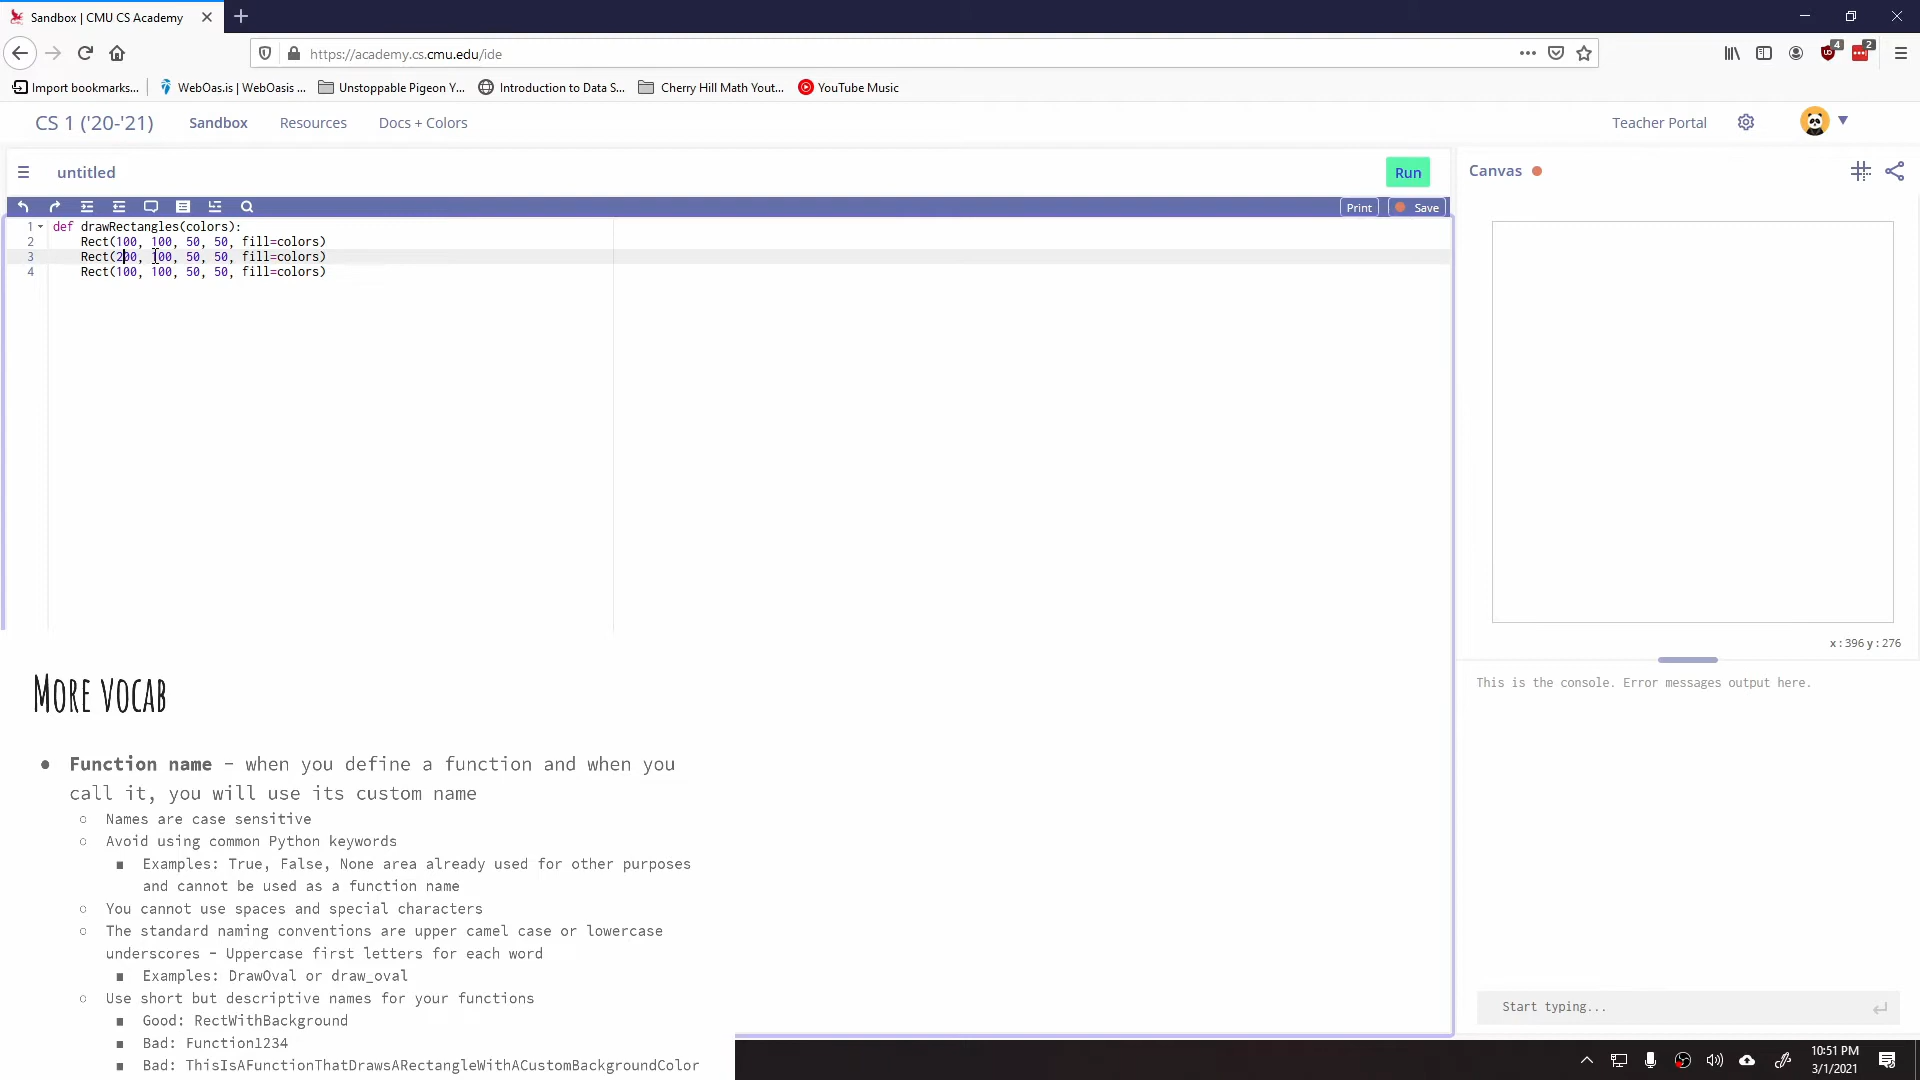 Sandbox | CMU CS Academy
https://academy.cs.cmu.edu/ide
4
2
Import bookmarks...
WebOas.is | WebOasis ...
Unstoppable Pigeon Y...
Introduction to Data S...
Cherry Hill Math Yout...
YouTube Music
CS 1 ('20-'21)
Sandbox
Resources
Docs + Colors
Teacher Portal
untitled
Run
Canvas
Print
Save
1 def drawRectangles(colors):
2 Rect(100, 100, 50, 50, fill=colors)
3 Rect(200, 100, 50, 50, fill=colors)
4 Rect(100, 100, 50, 50, fill=colors)
x : 396 y : 276
This is the console. Error messages output here.
Start typing...
More vocab
● Function name - when you define a function and when you
call it, you will use its custom name
○ Names are case sensitive
○ Avoid using common Python keywords
■ Examples: True, False, None area already used for other purposes
and cannot be used as a function name
○ You cannot use spaces and special characters
○ The standard naming conventions are upper camel case or lowercase
underscores - Uppercase first letters for each word
■ Examples: DrawOval or draw_oval
○ Use short but descriptive names for your functions
■ Good: RectWithBackground
■ Bad: Function1234
■ Bad: ThisIsAFunctionThatDrawsARectangleWithACustomBackgroundColor
10:51 PM
3/1/2021